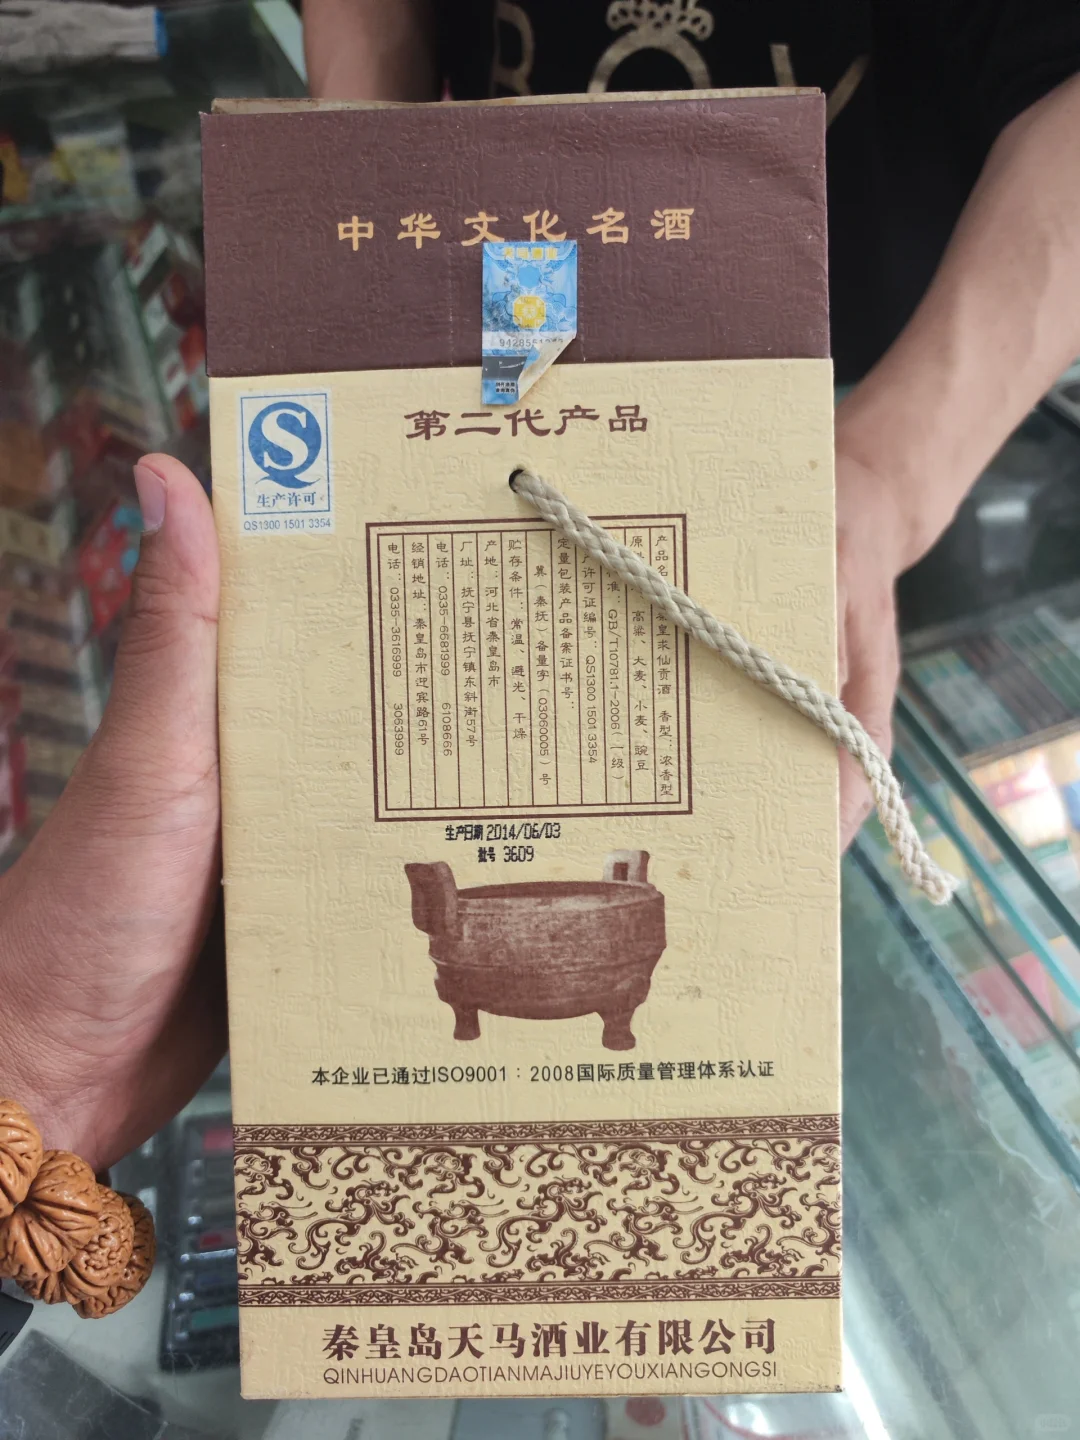 中华文化名酒
9428551
第二代产品
生产许可
QS1300 1501 3354
产品名 秦皇求仙贡酒 香型：浓香型
原 高粱、大麦、小麦、豌豆
准：GB/T10781.1-2006(一级)
产许可证编号：QS1300 1501 3354
定量包装产品备案证书号：
冀(秦抚)备量字(03060005)号
贮存条件：常温、避光、干燥
产地：河北省秦皇岛市
厂址：抚宁县抚宁镇东斜街57号
电话：0335-6681999 6108666
经销地址：秦皇岛市迎宾路61号
电话：0335-3616999 3063999
生产日期 2014/06/03
批号 3609
本企业已通过ISO9001：2008国际质量管理体系认证
秦皇岛天马酒业有限公司
QINHUANGDAOTIANMAJIUYEYOUXIANGONGSI